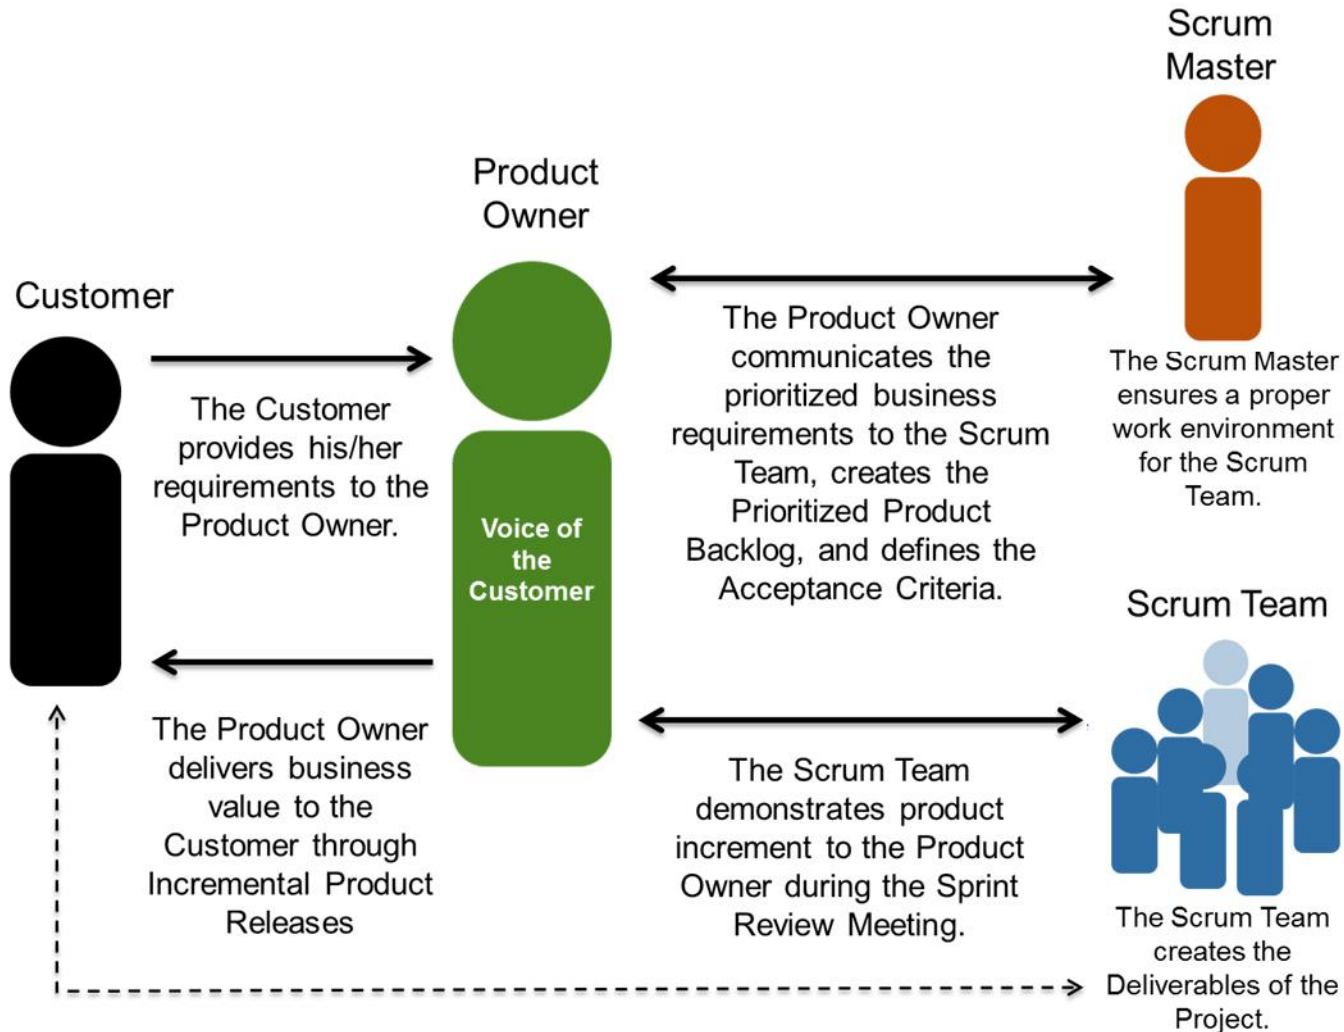 Customer
The Customer
provides his/her
requirements to the
Product Owner.
The Product Owner
delivers business
value to the
Customer through
Incremental Product
Releases
Product
Owner
Voice of
the
Customer
The Product Owner
communicates the
prioritized business
requirements to the Scrum
Team, creates the
Prioritized Product
Backlog, and defines the
Acceptance Criteria.
The Scrum Team
demonstrates product
increment to the Product
Owner during the Sprint
Review Meeting.
Scrum
Master
The Scrum Master
ensures a proper
work environment
for the Scrum
Team.
Scrum Team
The Scrum Team
creates the
Deliverables of the
Project.